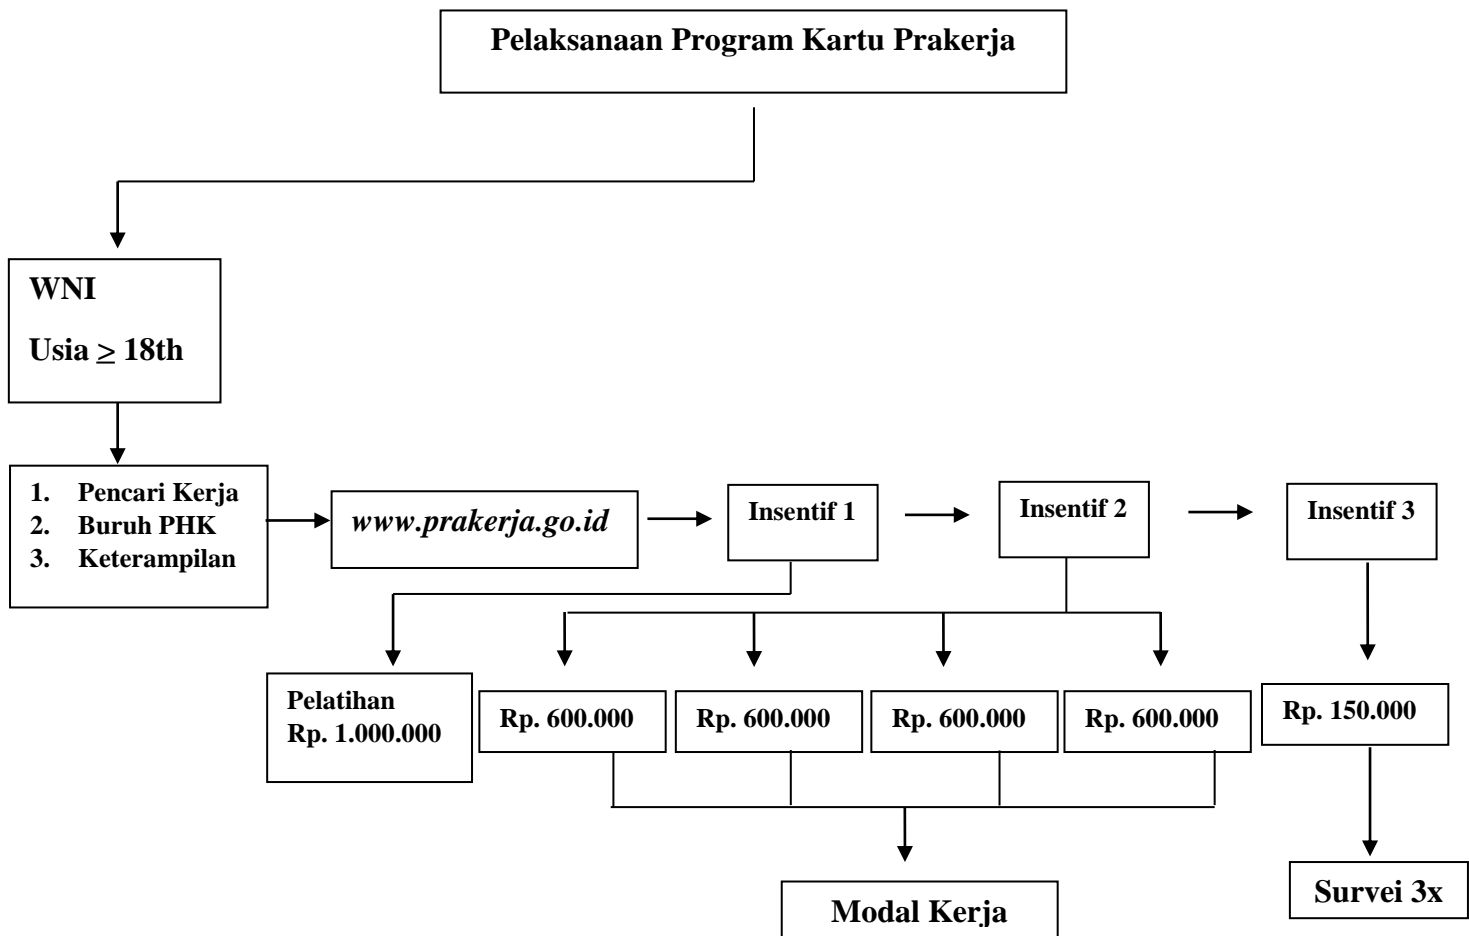 Pelaksanaan Program Kartu Prakerja
WNI
Usia ≥ 18th
1. Pencari Kerja
2. Buruh PHK
3. Keterampilan
www.prakerja.go.id
Insentif 1
Insentif 2
Insentif 3
Pelatihan
Rp. 1.000.000
Rp. 600.000
Rp. 600.000
Rp. 600.000
Rp. 600.000
Rp. 150.000
Modal Kerja
Survei 3x